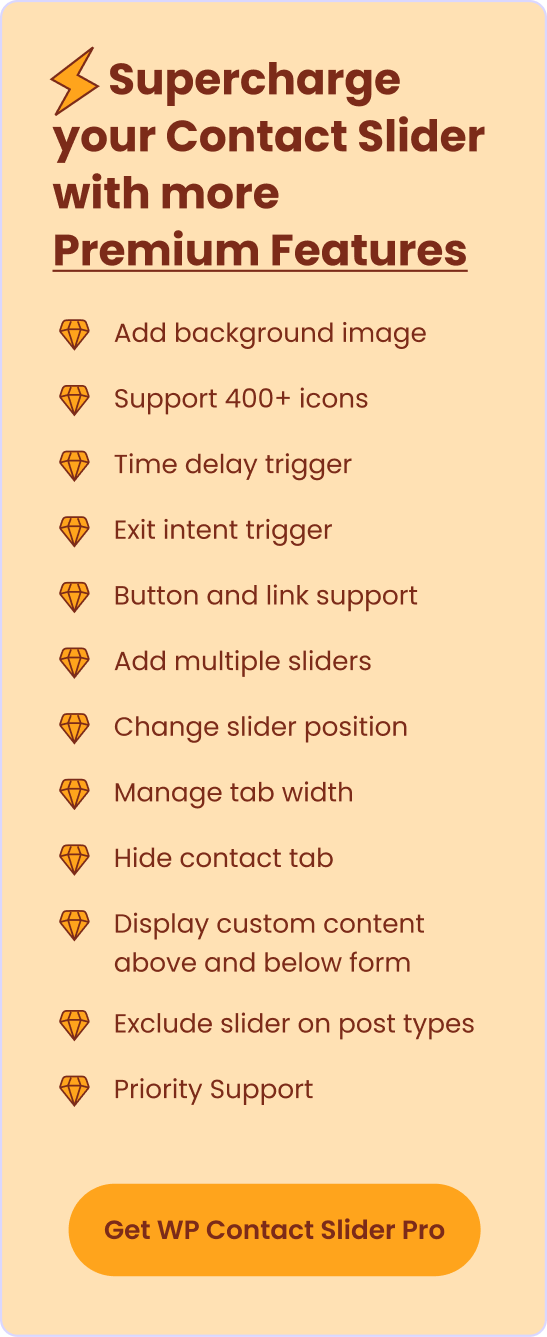 Supercharge
your Contact Slider
with more
Premium Features
Add background image
Support 400+ icons
Time delay trigger
Exit intent trigger
Button and link support
Add multiple sliders
Change slider position
Manage tab width
Hide contact tab
Display custom content
above and below form
Exclude slider on post types
Priority Support
Get WP Contact Slider Pro